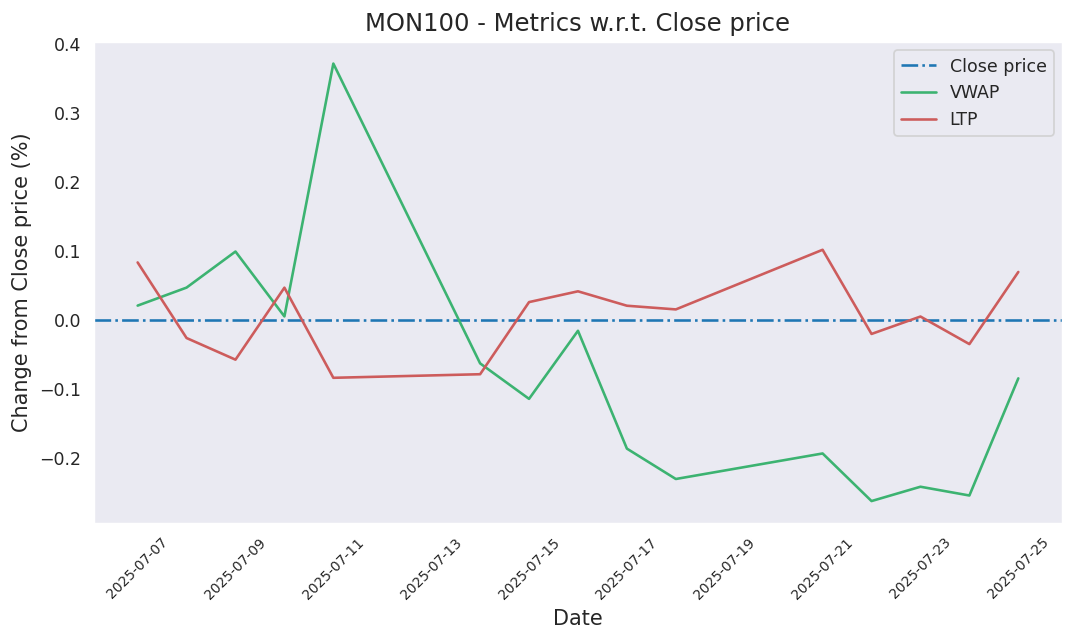 MON100 - Metrics w.r.t. Close price
Change from Close price (%)
0.4
0.3
0.2
0.1
0.0
−0.1
−0.2
Close price
VWAP
LTP
2025-07-07
2025-07-09
2025-07-11
2025-07-13
2025-07-15
2025-07-17
2025-07-19
2025-07-21
2025-07-23
2025-07-25
Date